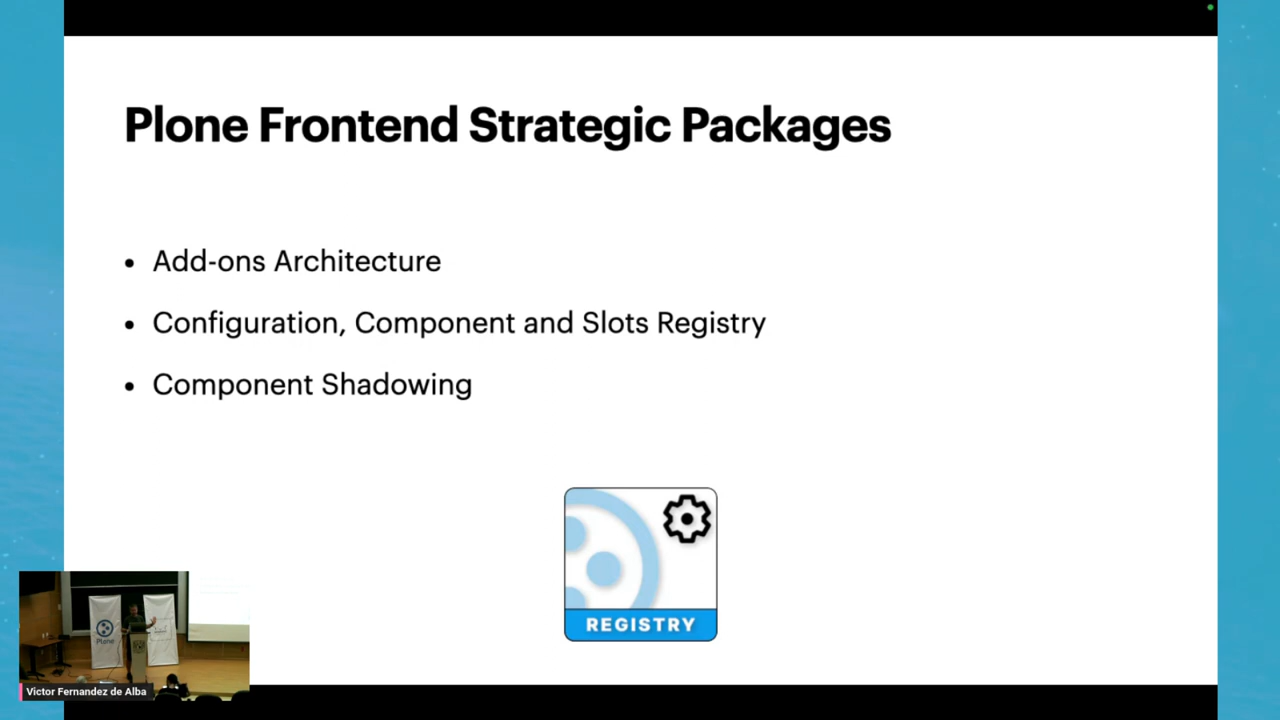 Plone Frontend Strategic Packages
• Add-ons Architecture
• Configuration, Component and Slots Registry
• Component Shadowing
REGISTRY
Plone
Victor Fernandez de Alba